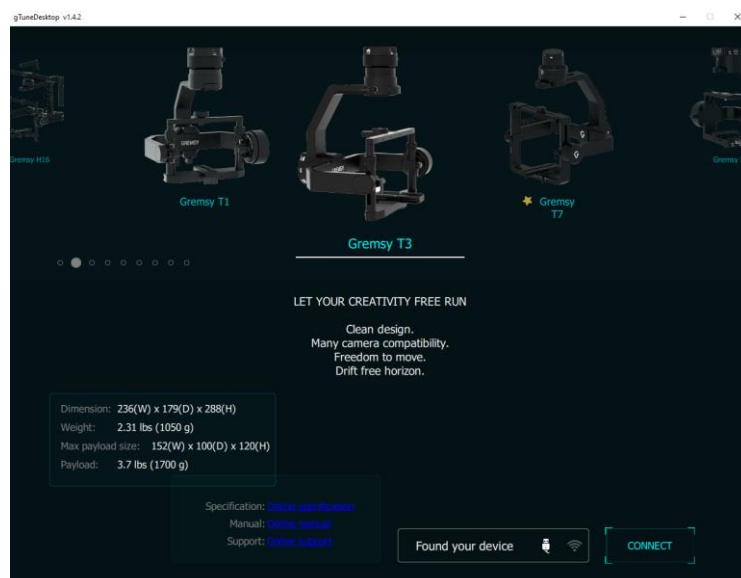 gTuneDesktop v1.4.2
Gremsy H16
GREMSY
Gremsy T1
Gremsy T3
Gremsy
T7
Gremsy
LET YOUR CREATIVITY FREE RUN
Clean design.
Many camera compatibility.
Freedom to move.
Drift free horizon.
Dimension: 236(W) x 179(D) x 288(H)
Weight: 2.31 lbs (1050 g)
Max payload size: 152(W) x 100(D) x 120(H)
Payload: 3.7 lbs (1700 g)
Specification: Online specification
Manual: Online manual
Support: Online support
Found your device
CONNECT